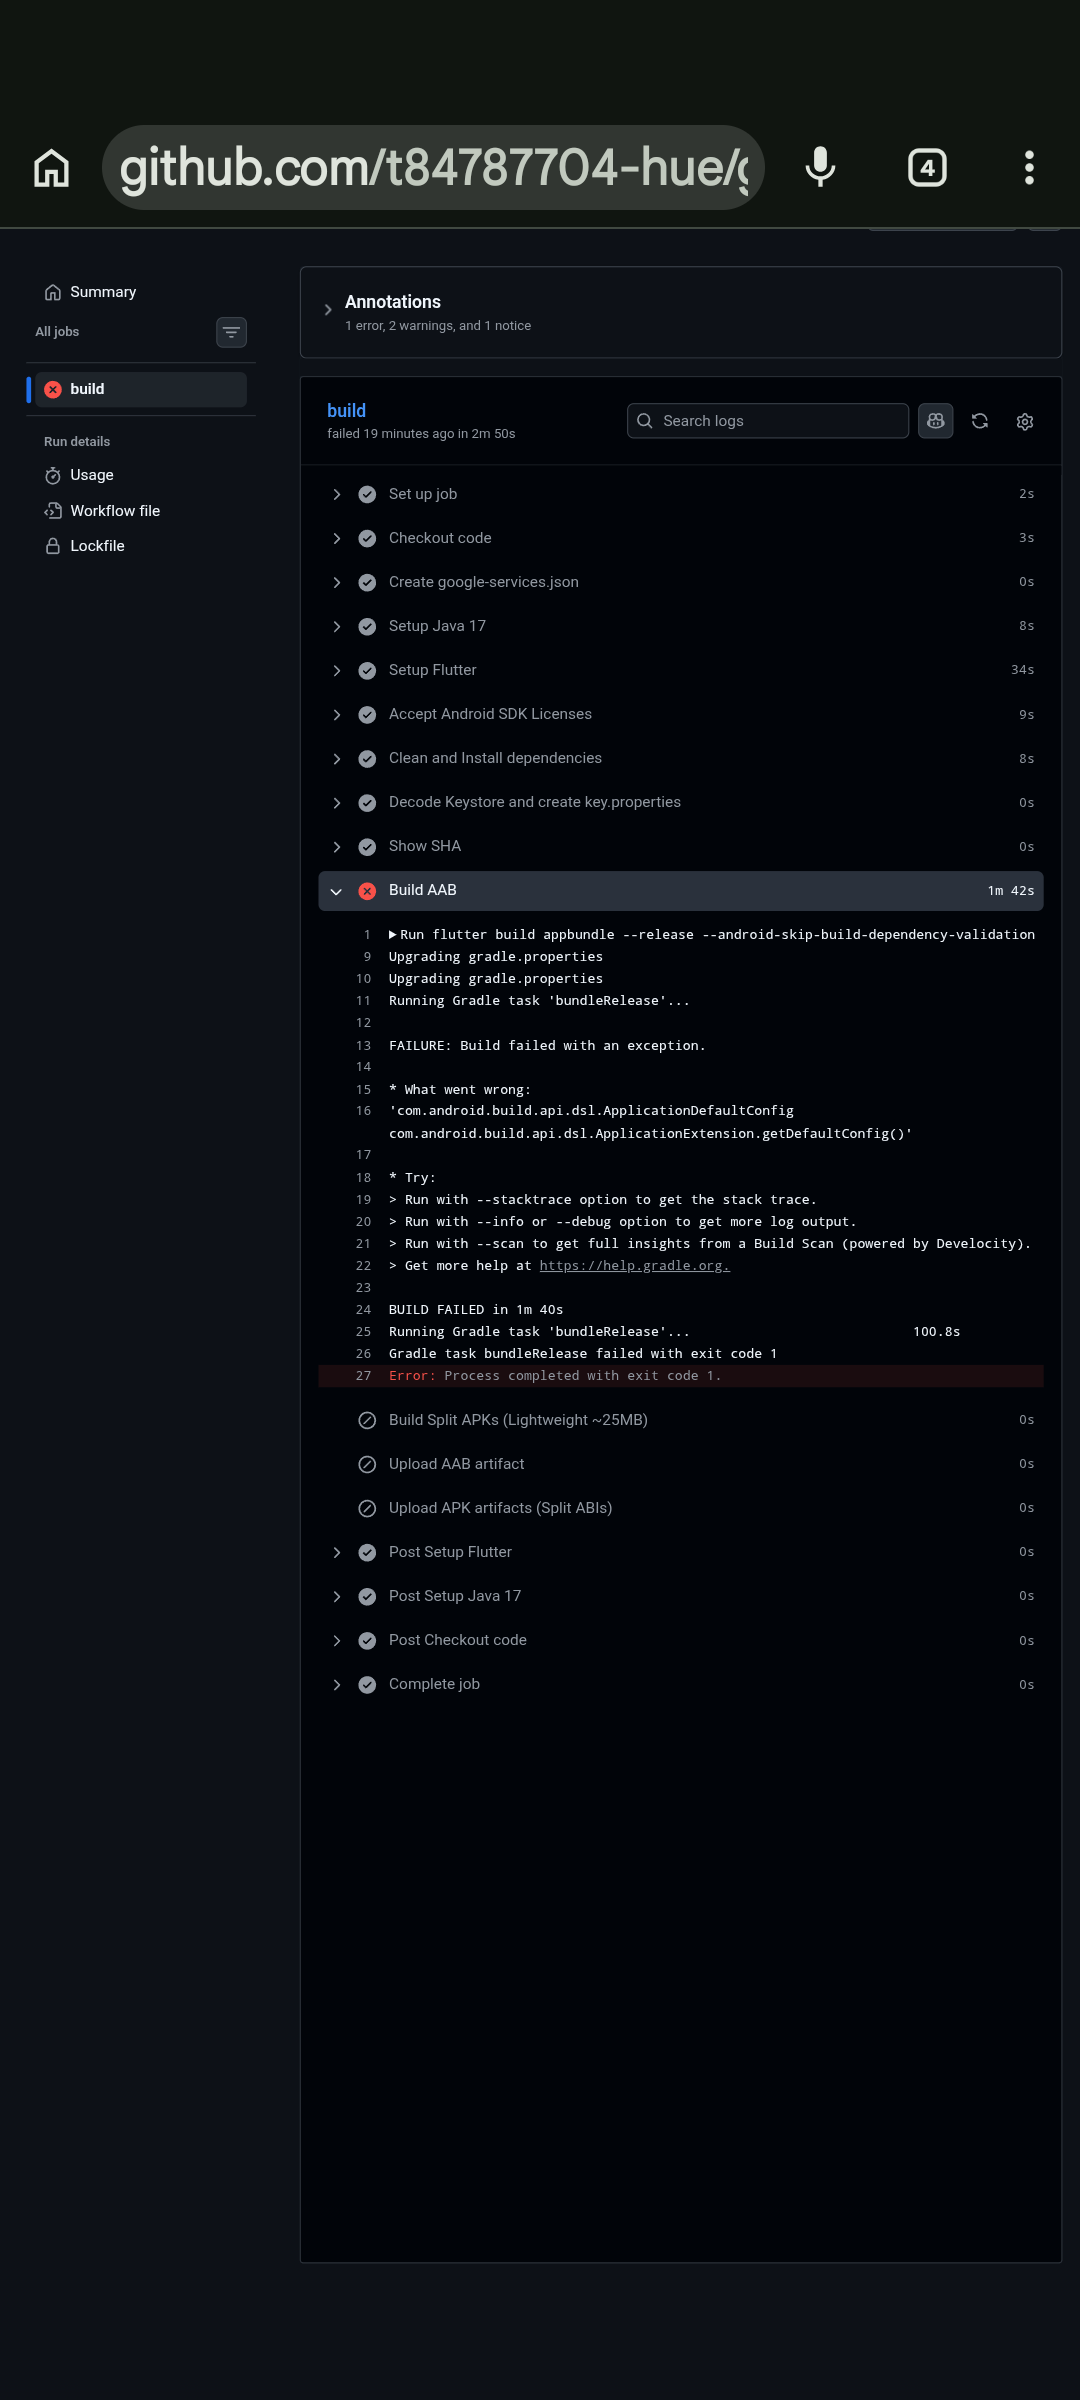 github.com/t84787704-hue/g
4
Summary
All jobs
build
Run details
Usage
Workflow file
Lockfile
Annotations
1 error, 2 warnings, and 1 notice
build
failed 19 minutes ago in 2m 50s
Search logs
Set up job 2s
Checkout code 3s
Create google-services.json 0s
Setup Java 17 8s
Setup Flutter 34s
Accept Android SDK Licenses 9s
Clean and Install dependencies 8s
Decode Keystore and create key.properties 0s
Show SHA 0s
Build AAB 1m 42s
1 ▶Run flutter build appbundle --release --android-skip-build-dependency-validation
9 Upgrading gradle.properties
10 Upgrading gradle.properties
11 Running Gradle task 'bundleRelease'...
12
13 FAILURE: Build failed with an exception.
14
15 * What went wrong:
16 'com.android.build.api.dsl.ApplicationDefaultConfig
com.android.build.api.dsl.ApplicationExtension.getDefaultConfig()'
17
18 * Try:
19 > Run with --stacktrace option to get the stack trace.
20 > Run with --info or --debug option to get more log output.
21 > Run with --scan to get full insights from a Build Scan (powered by Develocity).
22 > Get more help at https://help.gradle.org.
23
24 BUILD FAILED in 1m 40s
25 Running Gradle task 'bundleRelease'... 100.8s
26 Gradle task bundleRelease failed with exit code 1
27 Error: Process completed with exit code 1.
Build Split APKs (Lightweight ~25MB) 0s
Upload AAB artifact 0s
Upload APK artifacts (Split ABIs) 0s
Post Setup Flutter 0s
Post Setup Java 17 0s
Post Checkout code 0s
Complete job 0s